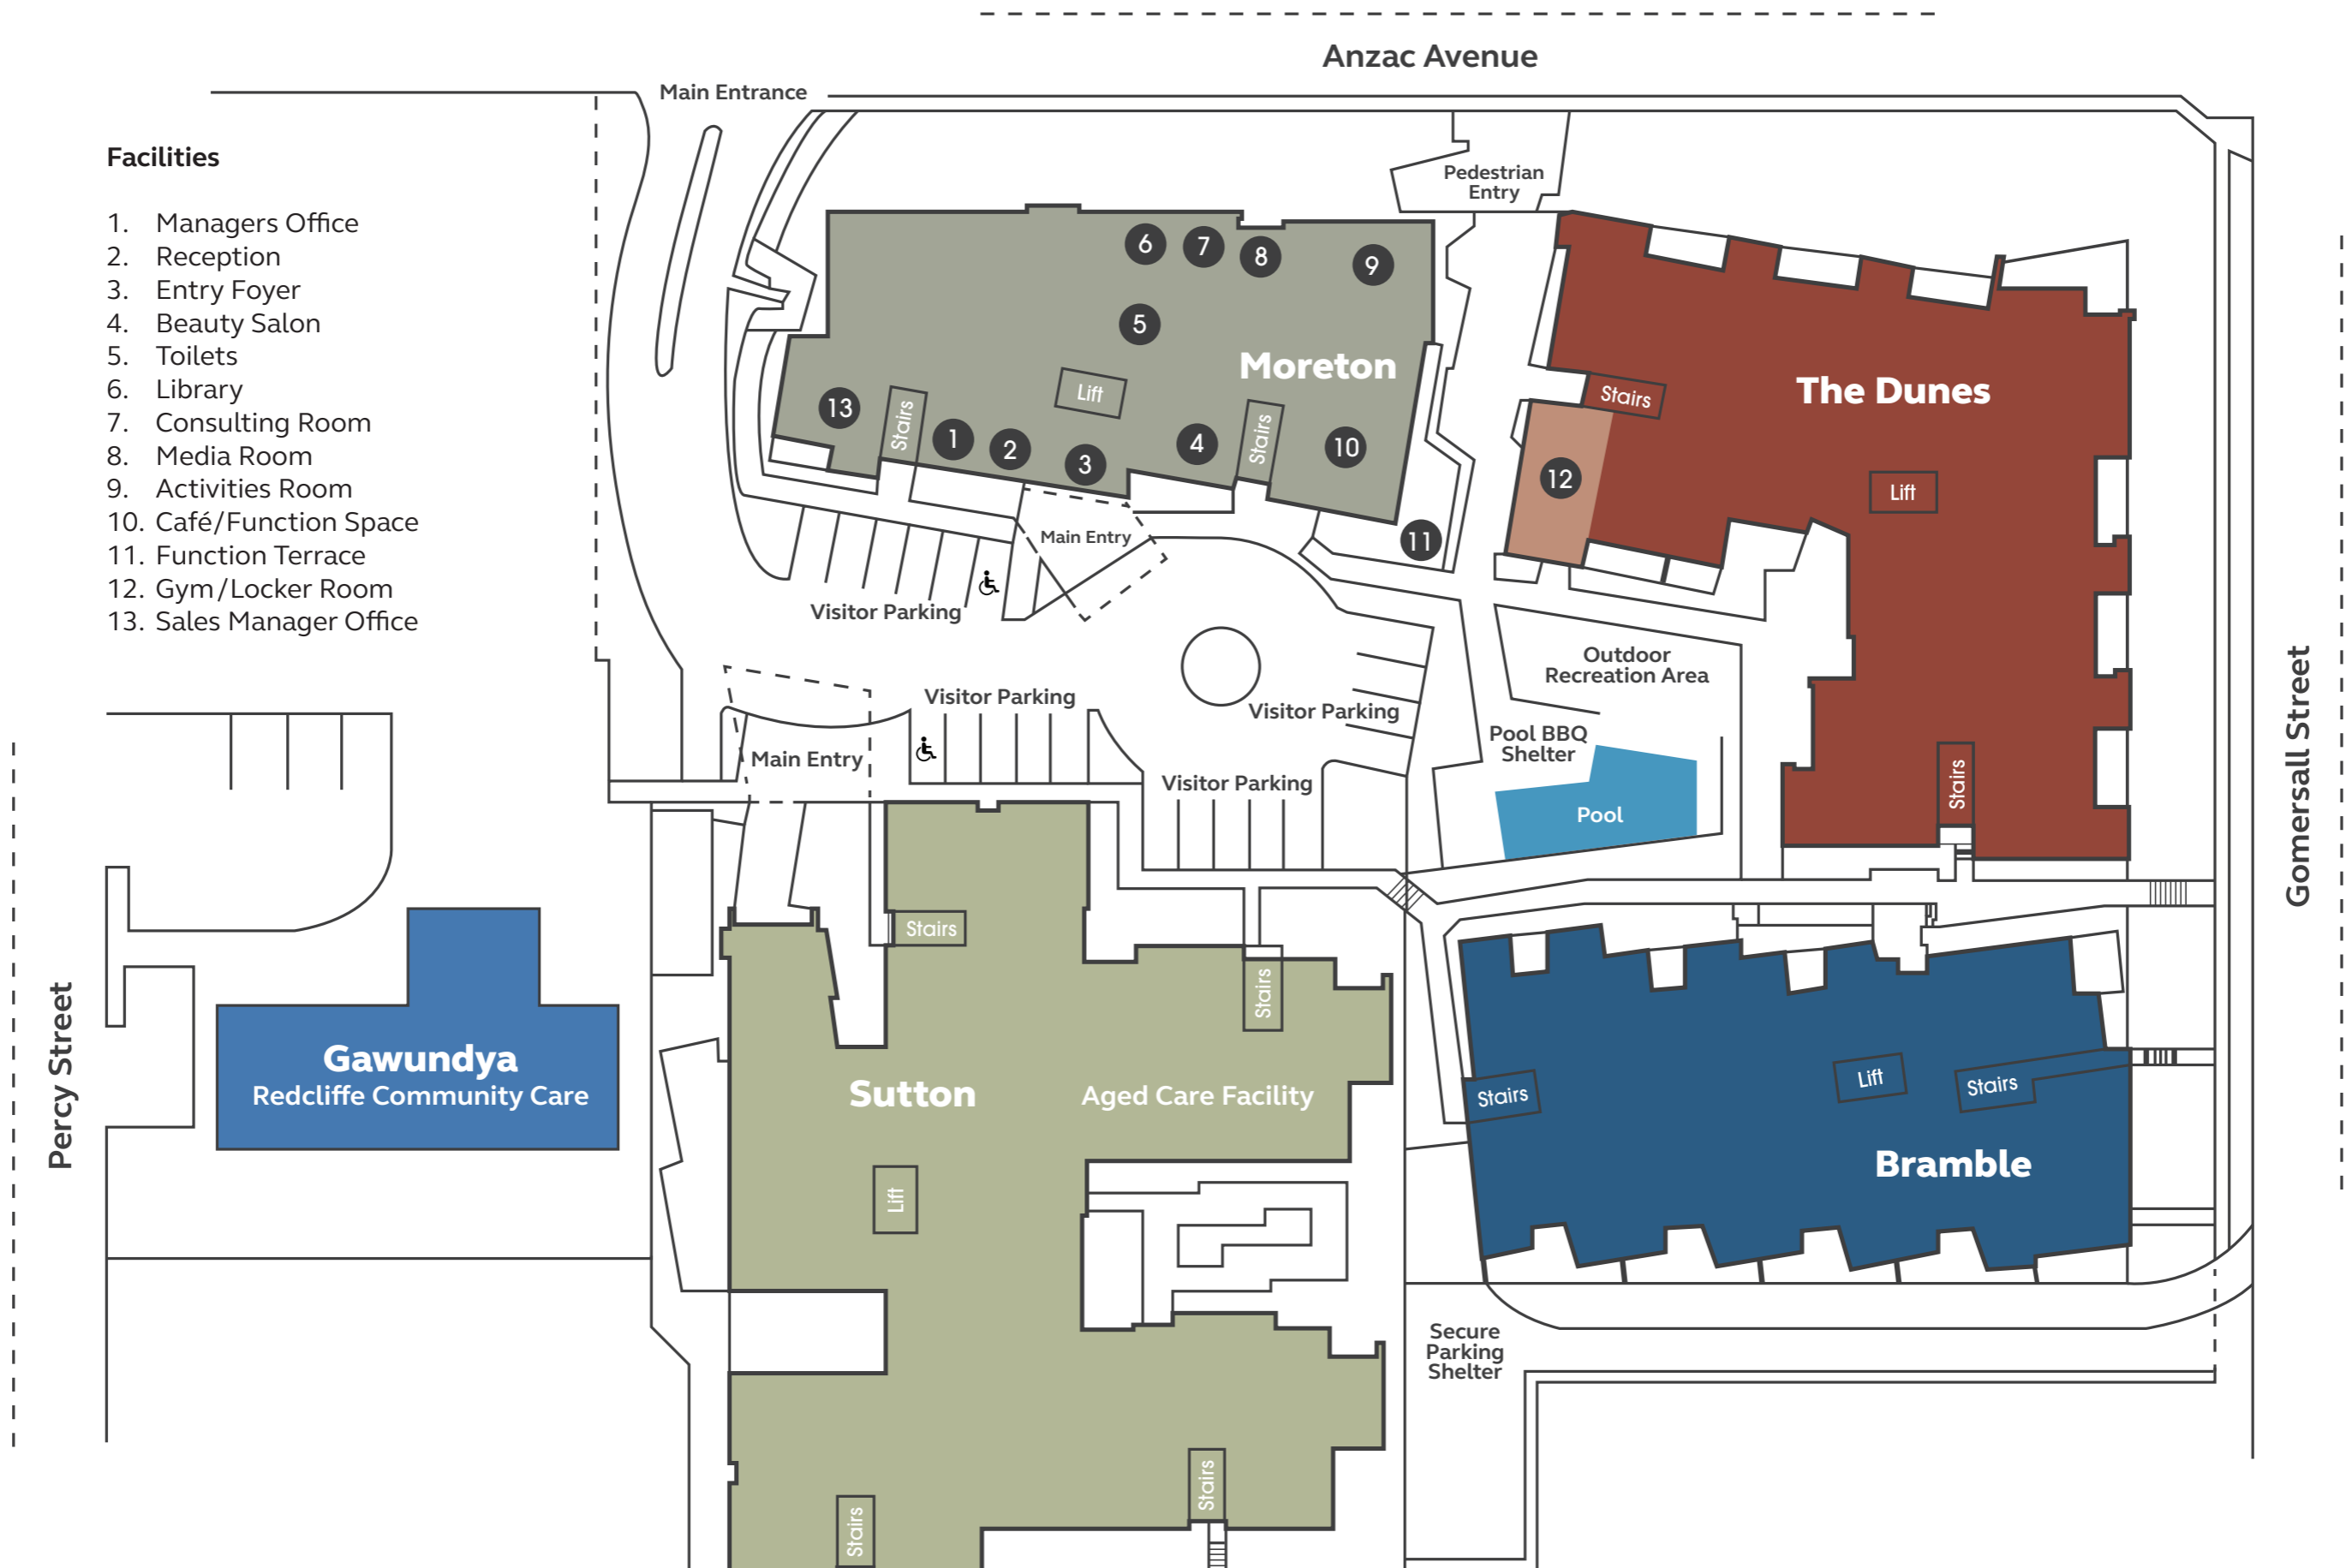 Anzac Avenue
Main Entrance
Facilities
1. Managers Office
2. Reception
3. Entry Foyer
4. Beauty Salon
5. Toilets
6. Library
7. Consulting Room
8. Media Room
9. Activities Room
10. Café/Function Space
11. Function Terrace
12. Gym/Locker Room
13. Sales Manager Office
Pedestrian
Entry
6
7
8
9
5
Moreton
Lift
13
Stairs
1
2
3
4
Stairs
10
11
Main Entry
Visitor Parking
The Dunes
Stairs
12
Lift
Stairs
Outdoor
Recreation Area
Visitor Parking
Visitor Parking
Main Entry
Visitor Parking
Pool BBQ
Shelter
Pool
Gomersall Street
Percy Street
Gawundya
Redcliffe Community Care
Stairs
Stairs
Sutton
Aged Care Facility
Lift
Stairs
Stairs
Stairs
Lift
Stairs
Bramble
Secure
Parking
Shelter